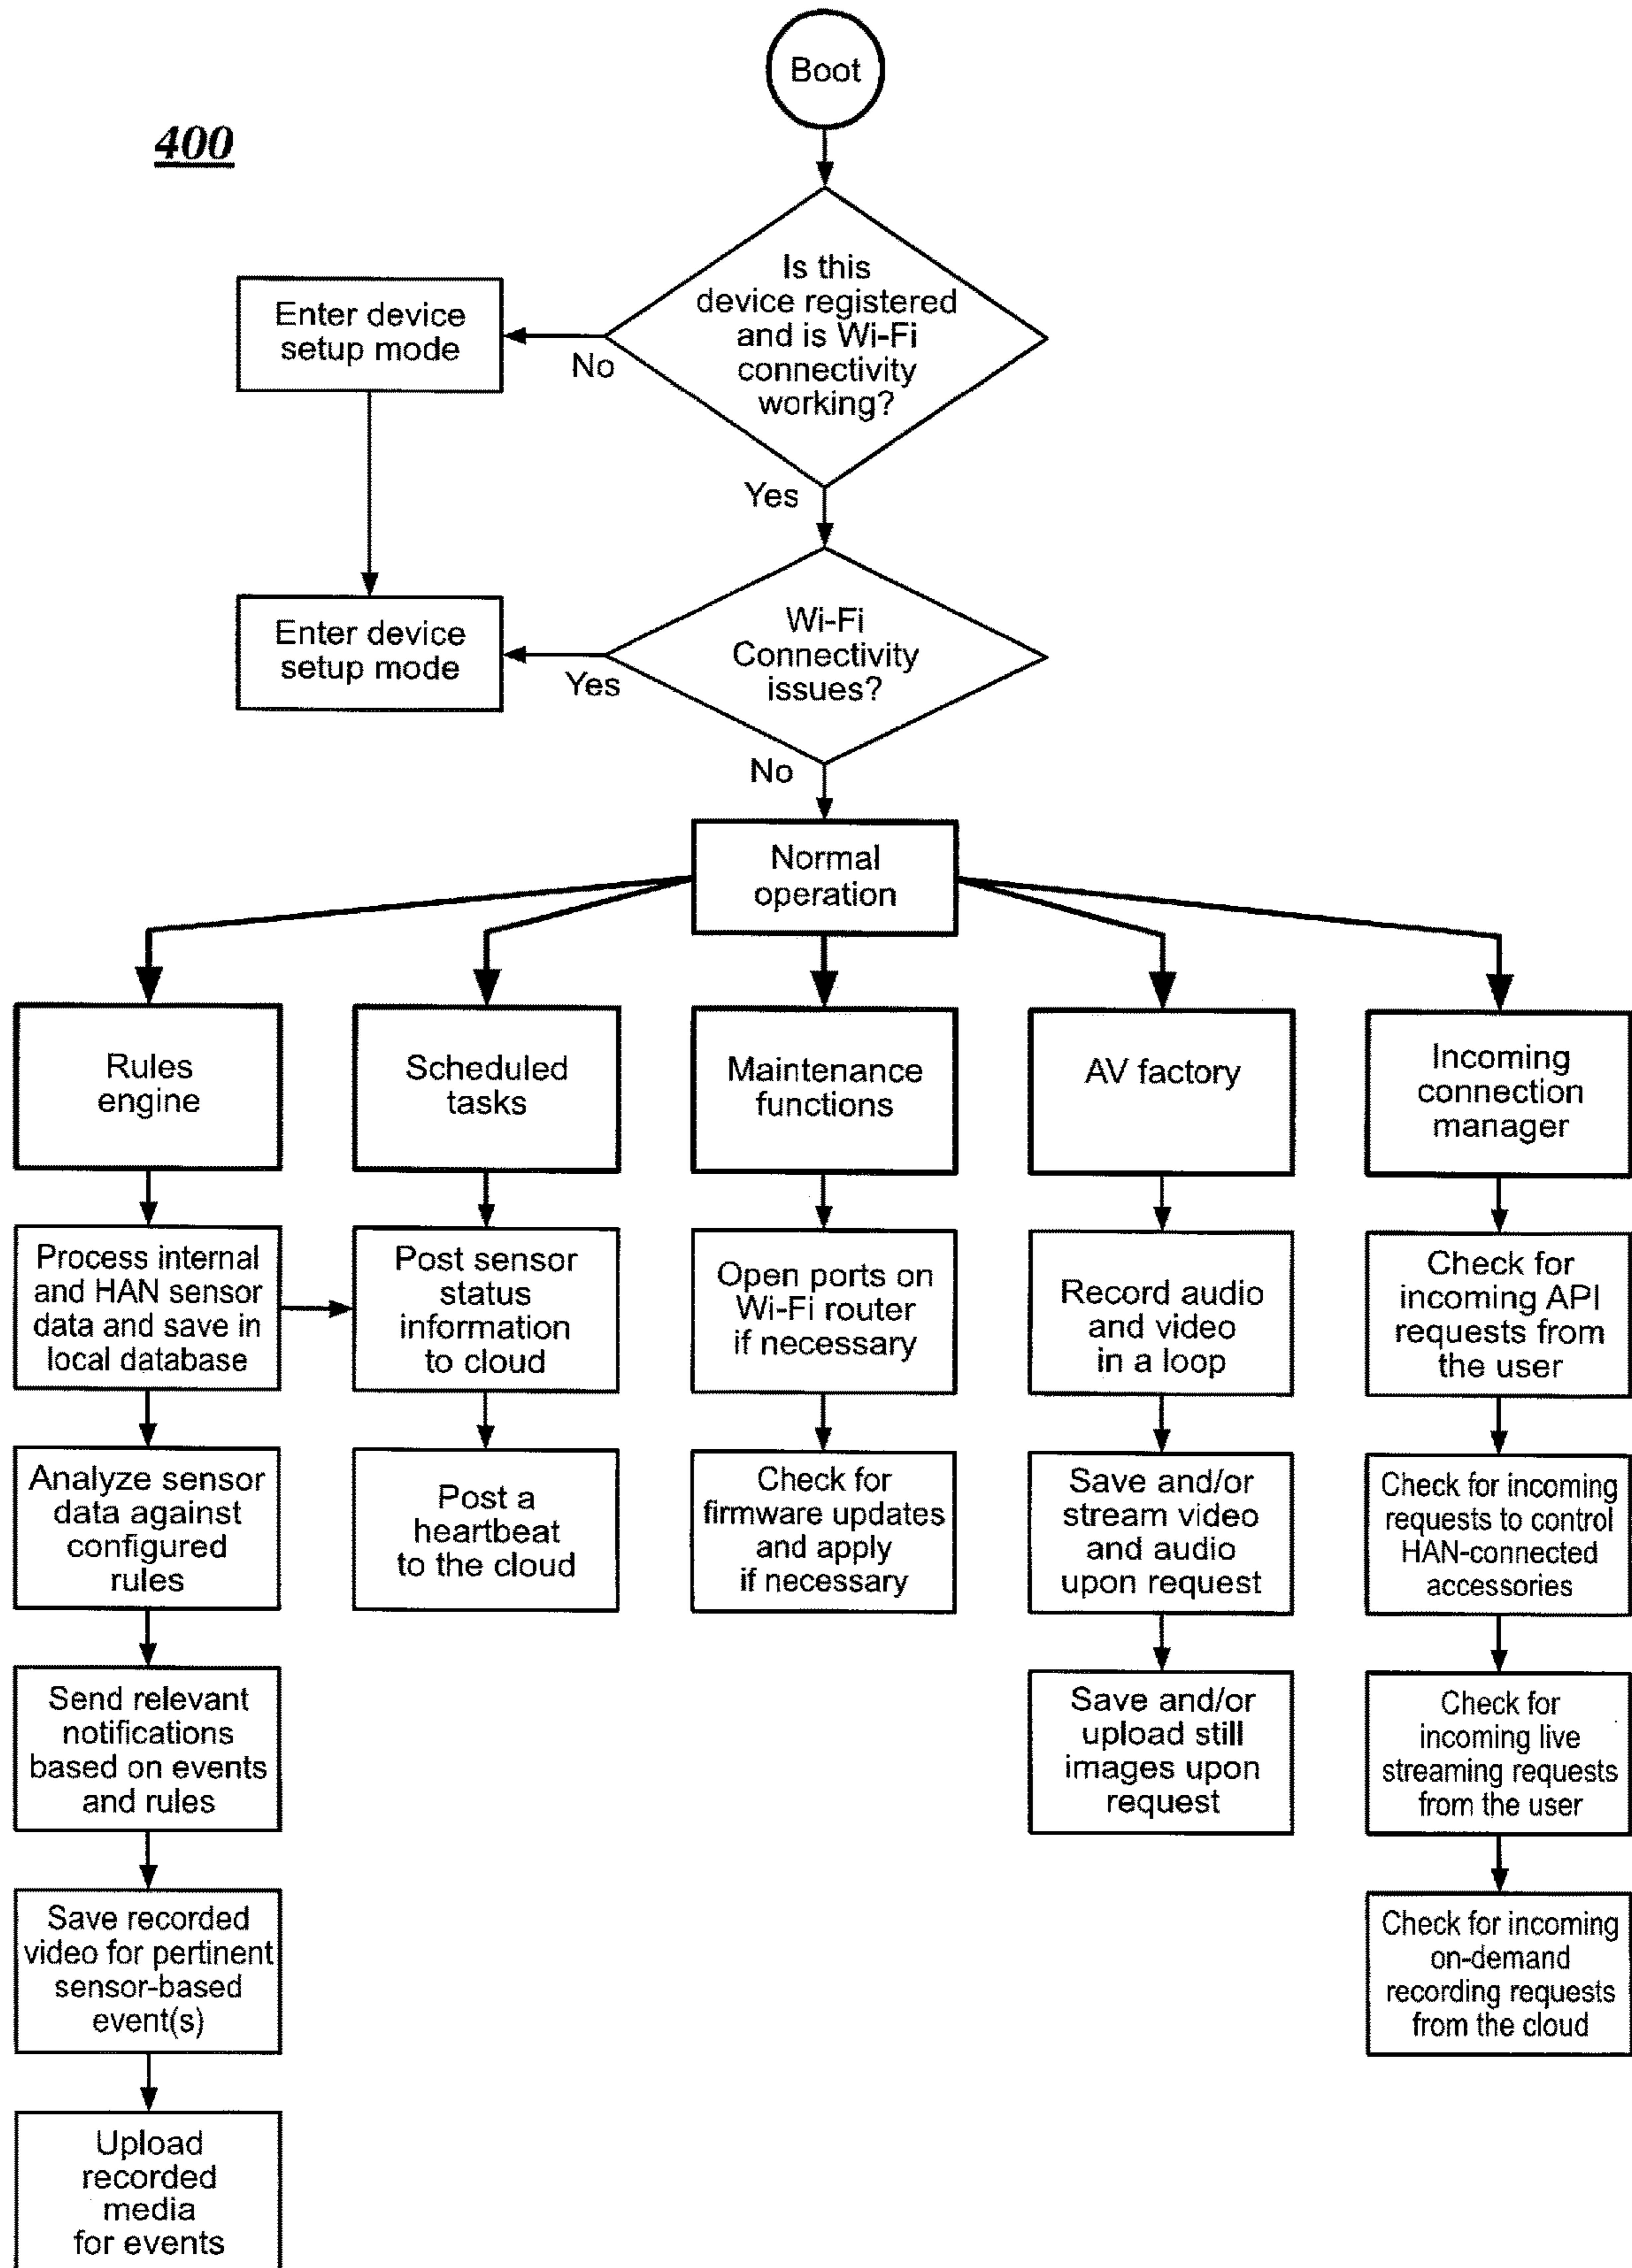 Boot
400
Is this
device registered
and is Wi-Fi
connectivity
working?
Enter device
setup mode
No
Yes
Wi-Fi
Connectivity
issues?
Enter device
setup mode
Yes
No
Normal
operation
Rules
engine
Process internal
and HAN sensor
data and save in
local database
Analyze sensor
data against
configured
rules
Send relevant
notifications
based on events
and rules
Save recorded
video for pertinent
sensor-based
event(s)
Upload
recorded
media
for events
Scheduled
tasks
Post sensor
status
information
to cloud
Post a
heartbeat
to the cloud
Maintenance
functions
Open ports on
Wi-Fi router
if necessary
Check for
firmware updates
and apply
if necessary
AV factory
Record audio
and video
in a loop
Save and/or
stream video
and audio
upon request
Save and/or
upload still
images upon
request
Incoming
connection
manager
Check for
incoming API
requests from
the user
Check for incoming
requests to control
HAN-connected
accessories
Check for
incoming live
streaming requests
from the user
Check for incoming
on-demand
recording requests
from the cloud